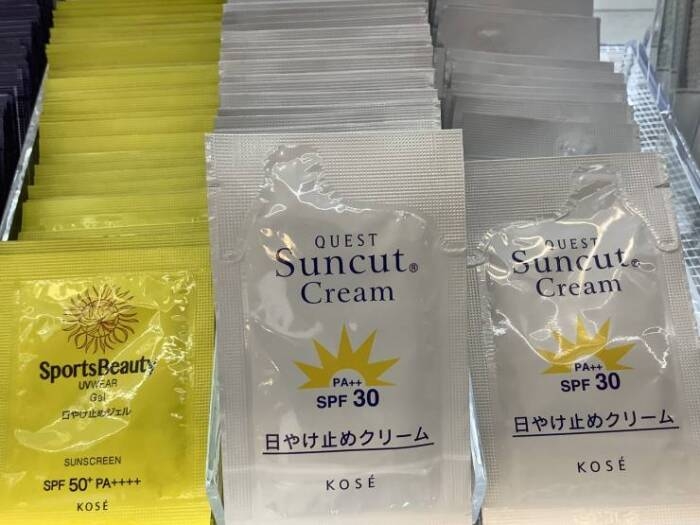 SportsBeauty
UVWEAR
Gel
日やけ止めジェル
SUNSCREEN
SPF 50+ PA++++
KOSÉ
QUEST
Suncut®
Cream
PA++
SPF 30
日やけ止めクリーム
KOSÉ
QUEST
Suncut®
Cream
PA++
SPF 30
日やけ止めクリーム
KOSÉ